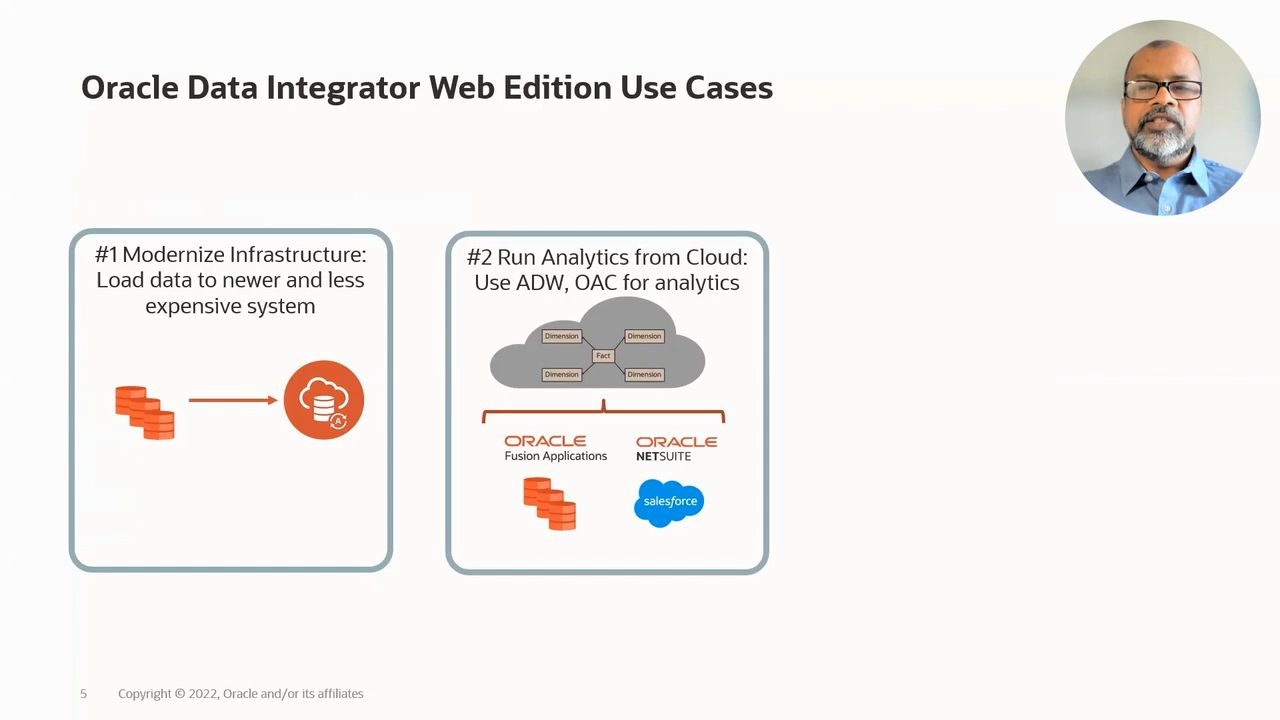 Oracle Data Integrator Web Edition Use Cases
#1 Modernize Infrastructure:
Load data to newer and less
expensive system
A
#2 Run Analytics from Cloud:
Use ADW, OAC for analytics
Dimension
Dimension
Fact
Dimension
Dimension
ORACLE
Fusion Applications
ORACLE
NETSUITE
salesforce
5
Copyright © 2022, Oracle and/or its affiliates